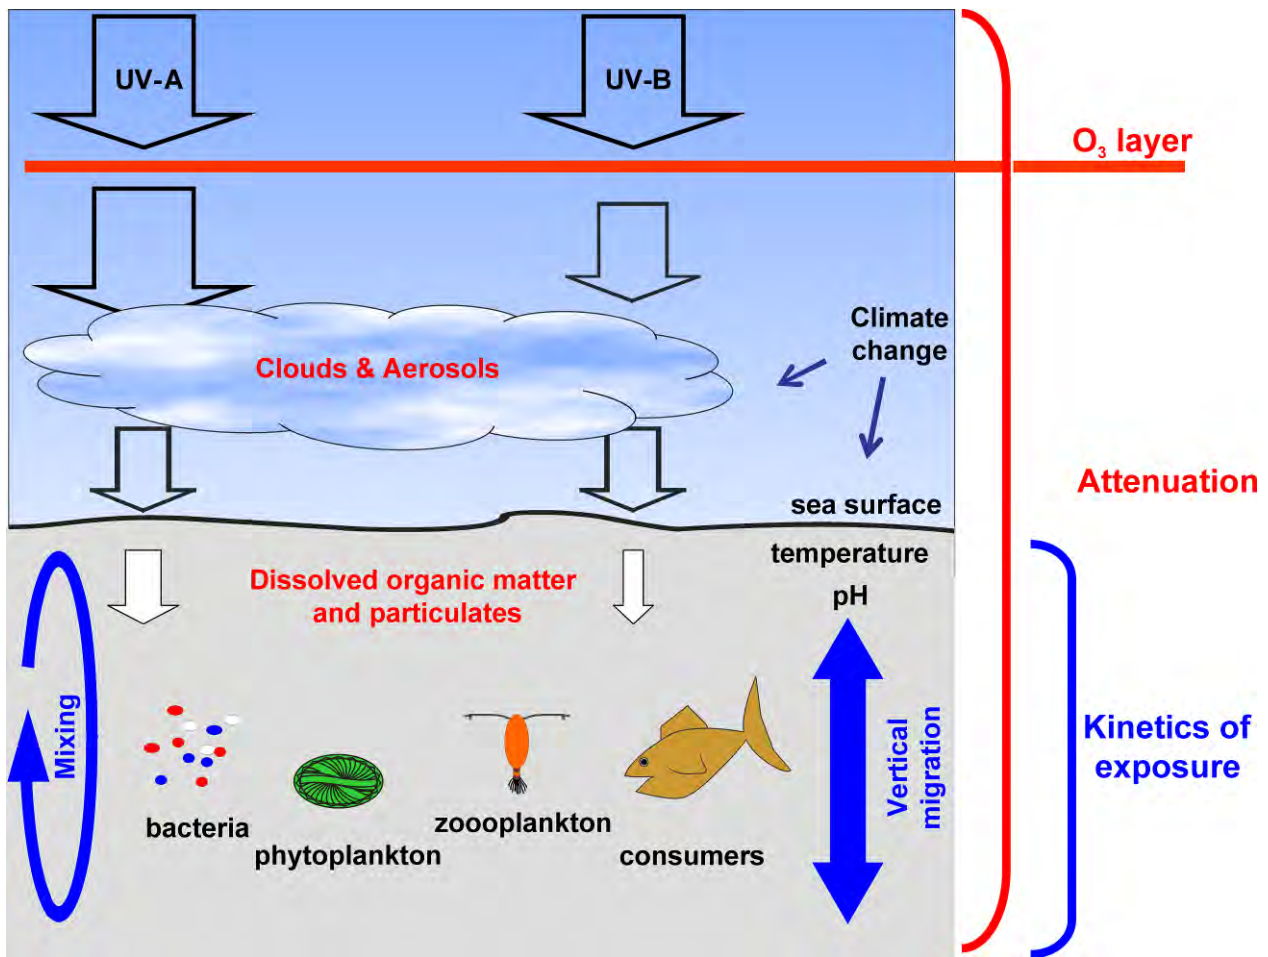 UV-A
UV-B
O₃ layer
Climate
change
Clouds & Aerosols
Attenuation
sea surface
temperature
pH
Dissolved organic matter
and particulates
Mixing
Vertical
migration
Kinetics of
exposure
bacteria
phytoplankton
zoooplankton
consumers